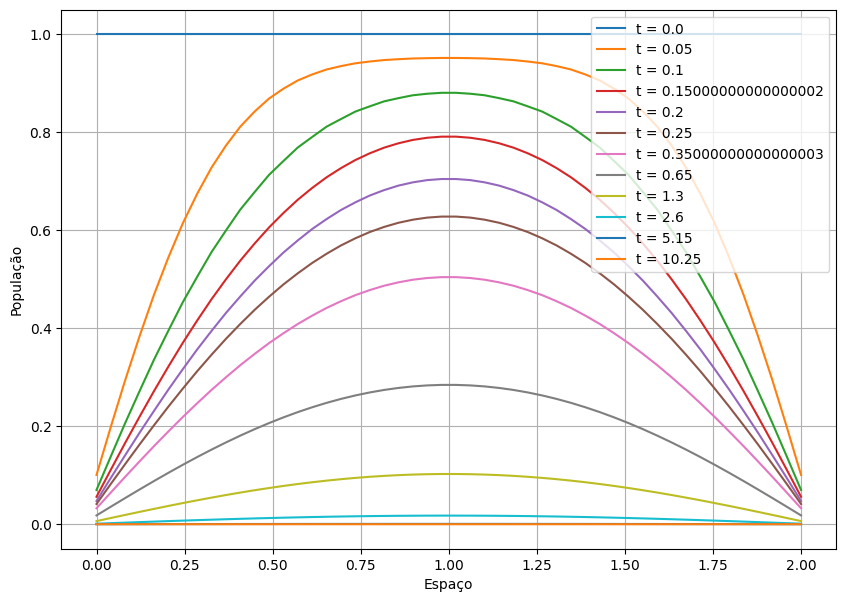 1.0
0.8
0.6
0.4
0.2
0.0
População
t = 0.0
t = 0.05
t = 0.1
t = 0.15000000000000002
t = 0.2
t = 0.25
t = 0.35000000000000003
t = 0.65
t = 1.3
t = 2.6
t = 5.15
t = 10.25
0.00 0.25 0.50 0.75 1.00 1.25 1.50 1.75 2.00
Espaço